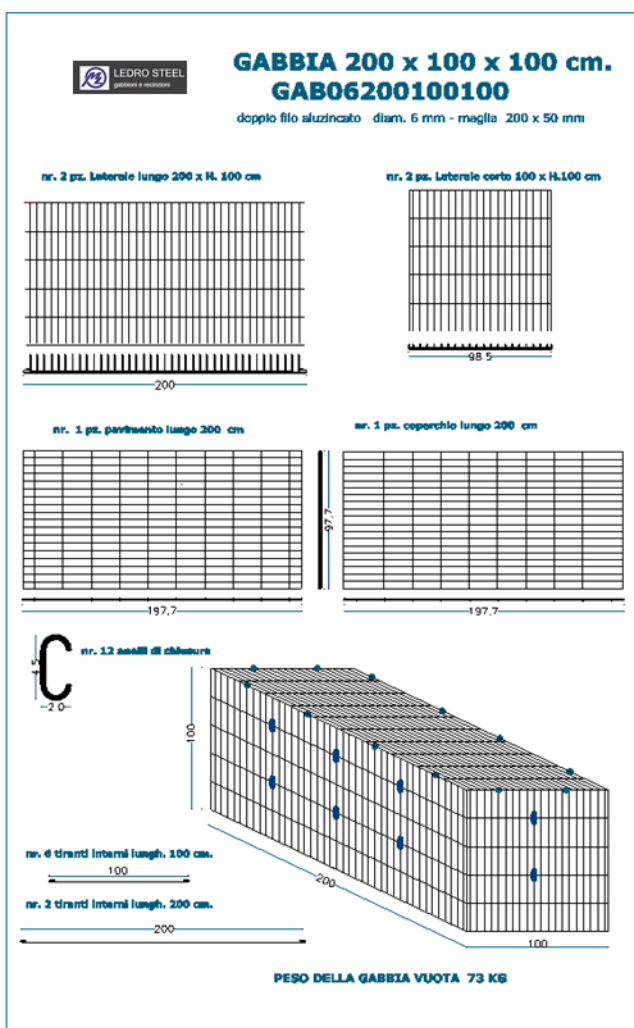 LEDRO STEEL
gabbioni e recinzioni
GABBIA 200 x 100 x 100 cm.
GAB06200100100
doppio filo aluzincato diam. 6 mm - maglia 200 x 50 mm
nr. 2 pz. Laterale lungo 200 x H. 100 cm
nr. 2 pz. Laterale corto 100 x H.100 cm
200
98.5
nr. 1 pz. pavimento lungo 200 cm
nr. 1 pz. coperchio lungo 200 cm
97.7
197.7
197.7
nr. 12 anelli di chiusura
4.5
2.0
100
nr. 6 tiranti interni lungh. 100 cm.
100
200
nr. 2 tiranti interni lungh. 200 cm.
200
100
PESO DELLA GABBIA VUOTA 73 KG